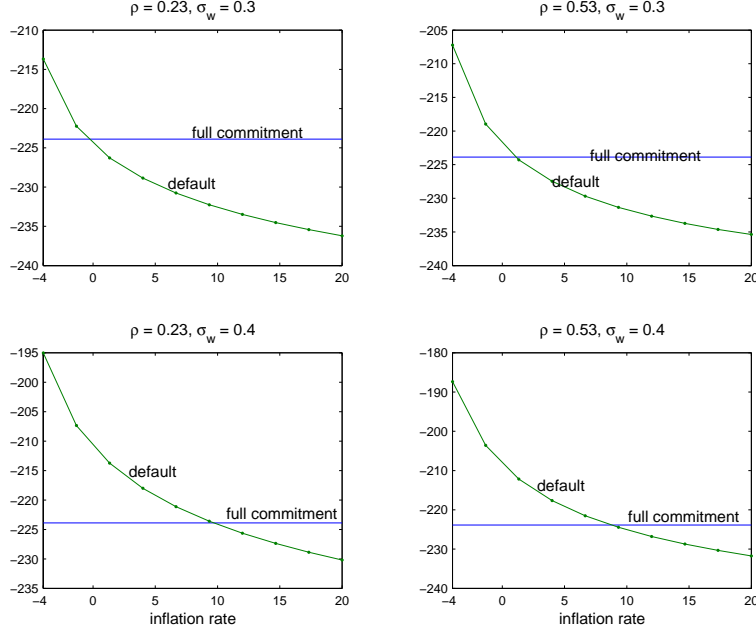 ρ = 0.23, σw = 0.3
−210
−215
−220
−225
−230
−235
−240
full commitment
default
−4 0 5 10 15 20
ρ = 0.53, σw = 0.3
−205
−210
−215
−220
−225
−230
−235
−240
full commitment
default
−4 0 5 10 15 20
ρ = 0.23, σw = 0.4
−195
−200
−205
−210
−215
−220
−225
−230
−235
default
full commitment
−4 0 5 10 15 20
inflation rate
ρ = 0.53, σw = 0.4
−180
−190
−200
−210
−220
−230
−240
default
full commitment
−4 0 5 10 15 20
inflation rate